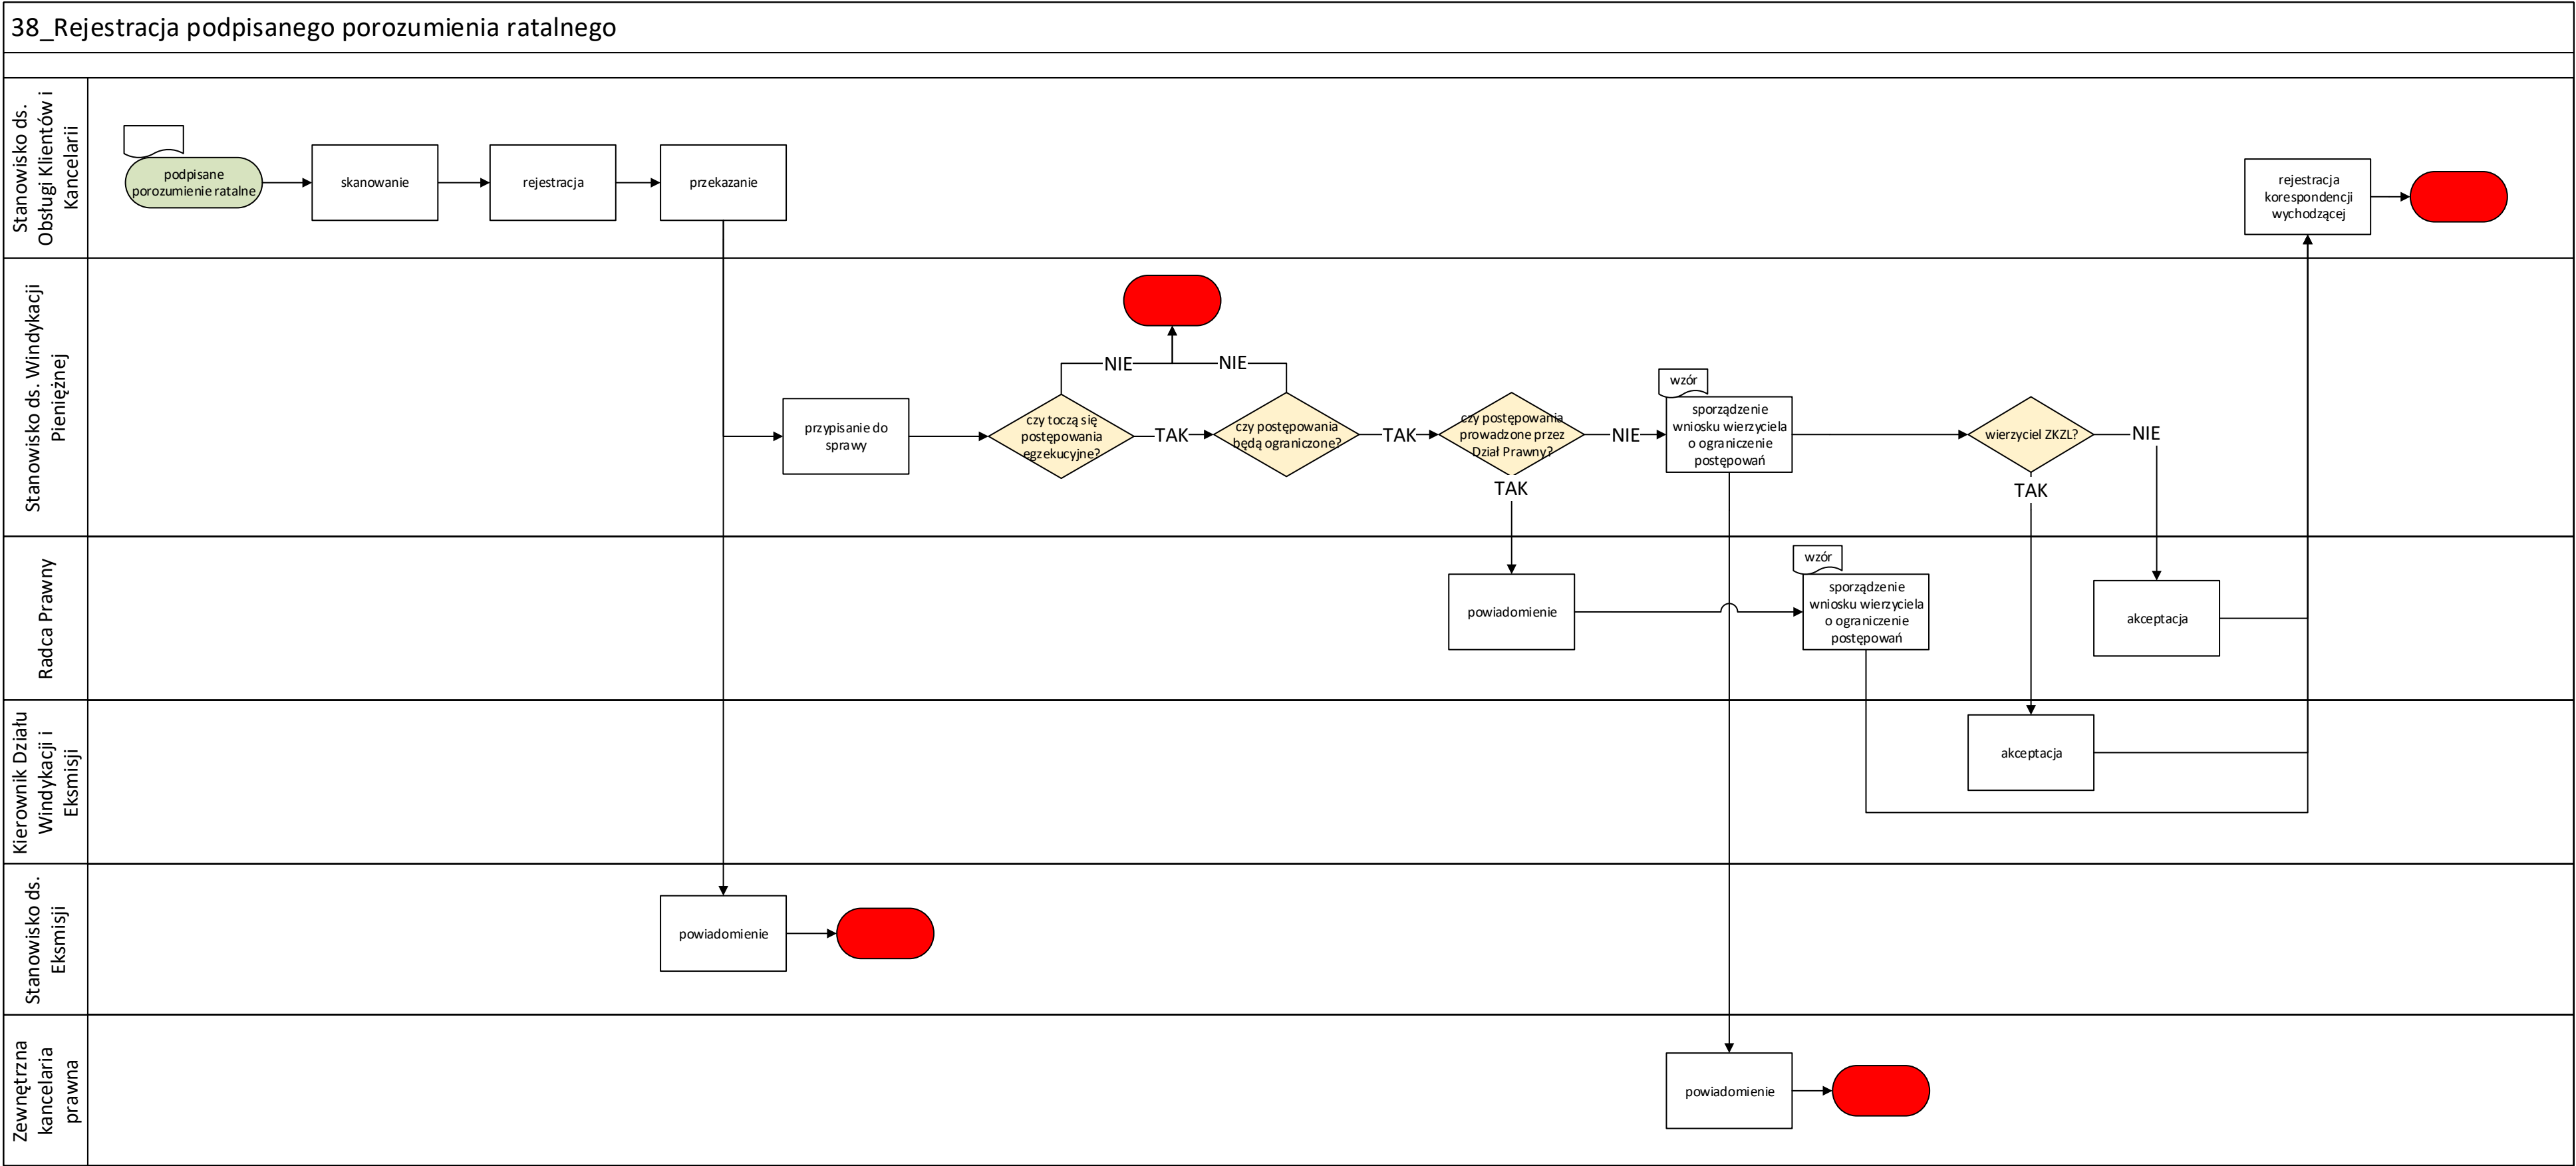 38_Rejestracja podpisanego porozumienia ratalnego
Stanowisko ds.
Obsługi Klientów i
Kancelarii
podpisane
porozumienie ratalne
skanowanie
rejestracja
przekazanie
rejestracja
korespondencji
wychodzącej
Stanowisko ds. Windykacji
Pieniężnej
przypisanie do
sprawy
czy toczą się
postępowania
egzekucyjne?
NIE
NIE
TAK
czy postępowania
będą ograniczone?
TAK
czy postępowania
prowadzone przez
Dział Prawny?
NIE
TAK
wzór
sporządzenie
wniosku wierzyciela
o ograniczenie
postępowań
wierzyciel ZKZL?
NIE
TAK
Radca Prawny
powiadomienie
wzór
sporządzenie
wniosku wierzyciela
o ograniczenie
postępowań
akceptacja
Kierownik Działu
Windykacji i
Eksmisji
akceptacja
Stanowisko ds.
Eksmisji
powiadomienie
Zewnętrzna
kancelaria
prawna
powiadomienie